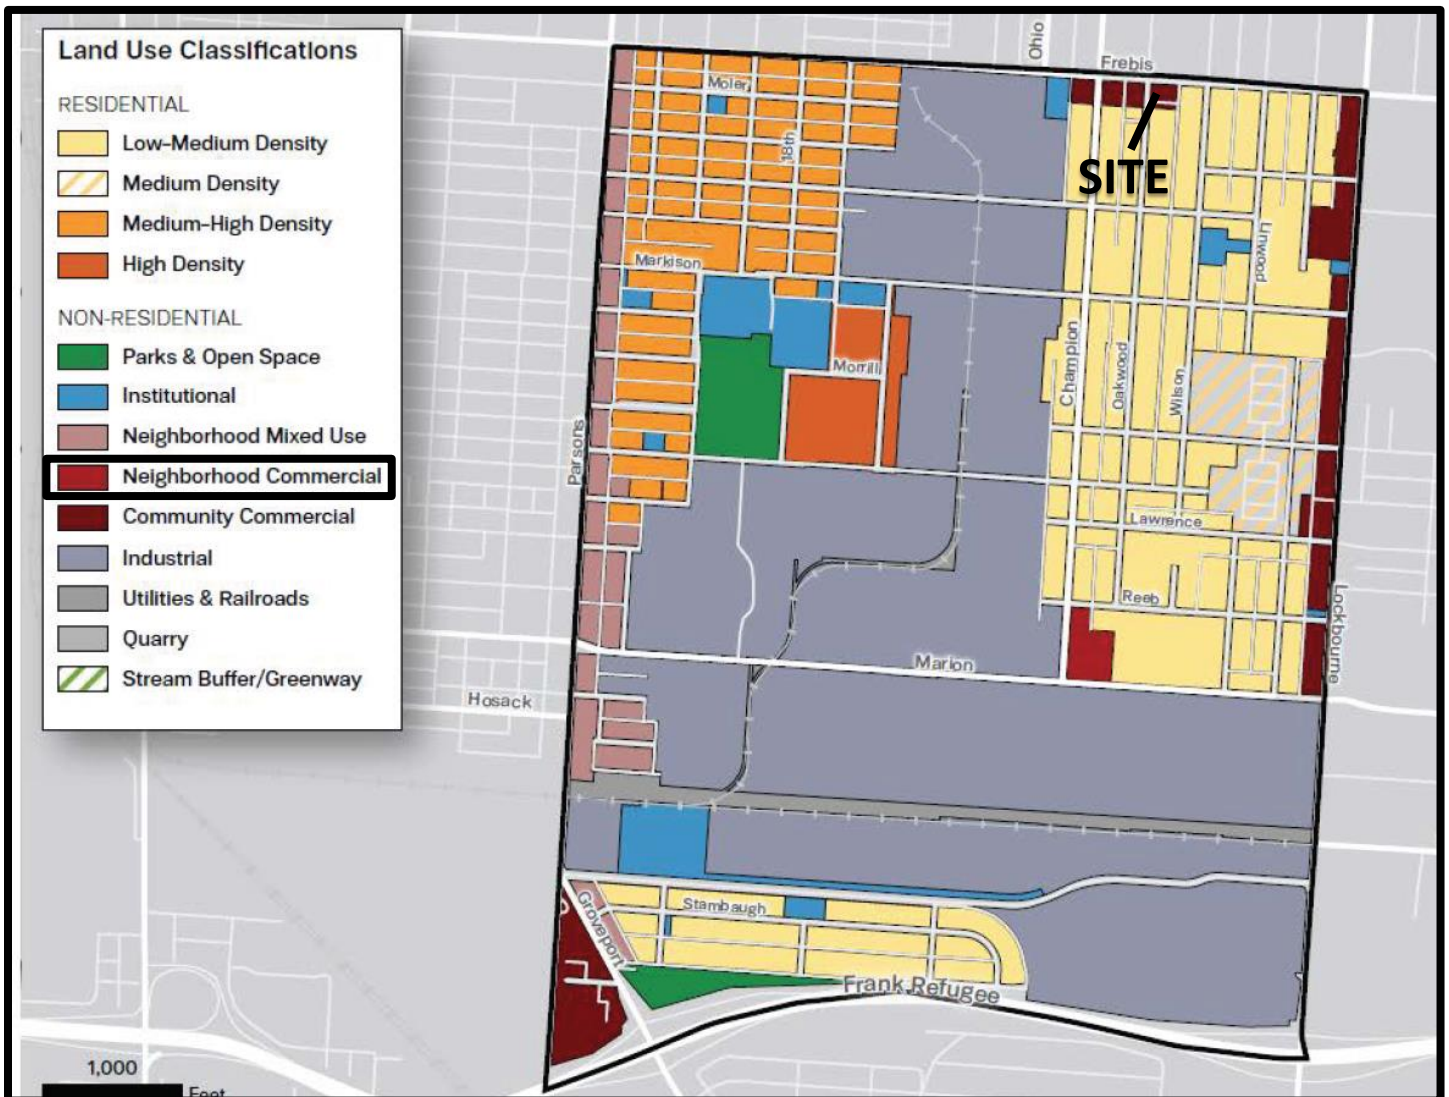 Land Use Classifications
RESIDENTIAL
Low-Medium Density
Medium Density
Medium-High Density
High Density
NON-RESIDENTIAL
Parks & Open Space
Institutional
Neighborhood Mixed Use
Neighborhood Commercial
Community Commercial
Industrial
Utilities & Railroads
Quarry
Stream Buffer/Greenway
Ohio
Frebis
Moler
18th
SITE
Linwood
Markison
Champion
Oakwood
Wilson
Morrill
Parsons
Lawrence
Reeb
Lockbourne
Marion
Hosack
Groveport
Stambaugh
Frank Refugee
1,000
Feet